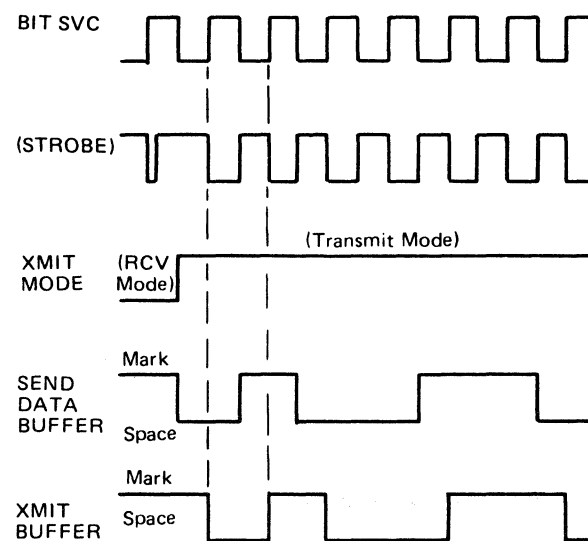 BIT SVC
(STROBE)
(Transmit Mode)
XMIT
MODE
(RCV
Mode)
Mark
SEND
DATA
BUFFER
Space
Mark
XMIT
BUFFER
Space